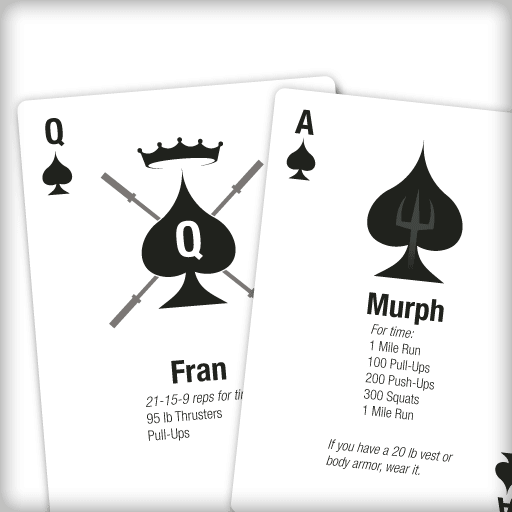 Q
Q
Fran
21-15-9 reps for
95 lb Thrusters
Pull-Ups
A
Murph
For time:
1 Mile Run
100 Pull-Ups
200 Push-Ups
300 Squats
1 Mile Run
If you have a 20 lb vest or
body armor, wear it.
A